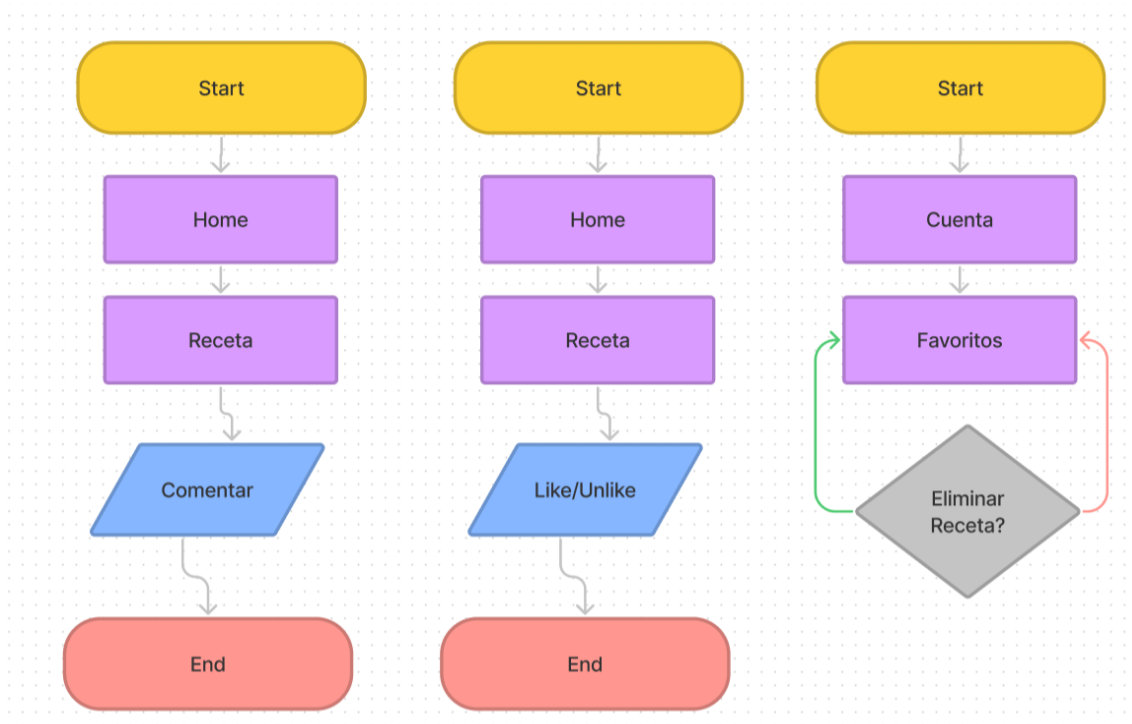 Start
Home
Receta
Comentar
End
Start
Home
Receta
Like/Unlike
End
Start
Cuenta
Favoritos
Eliminar
Receta?